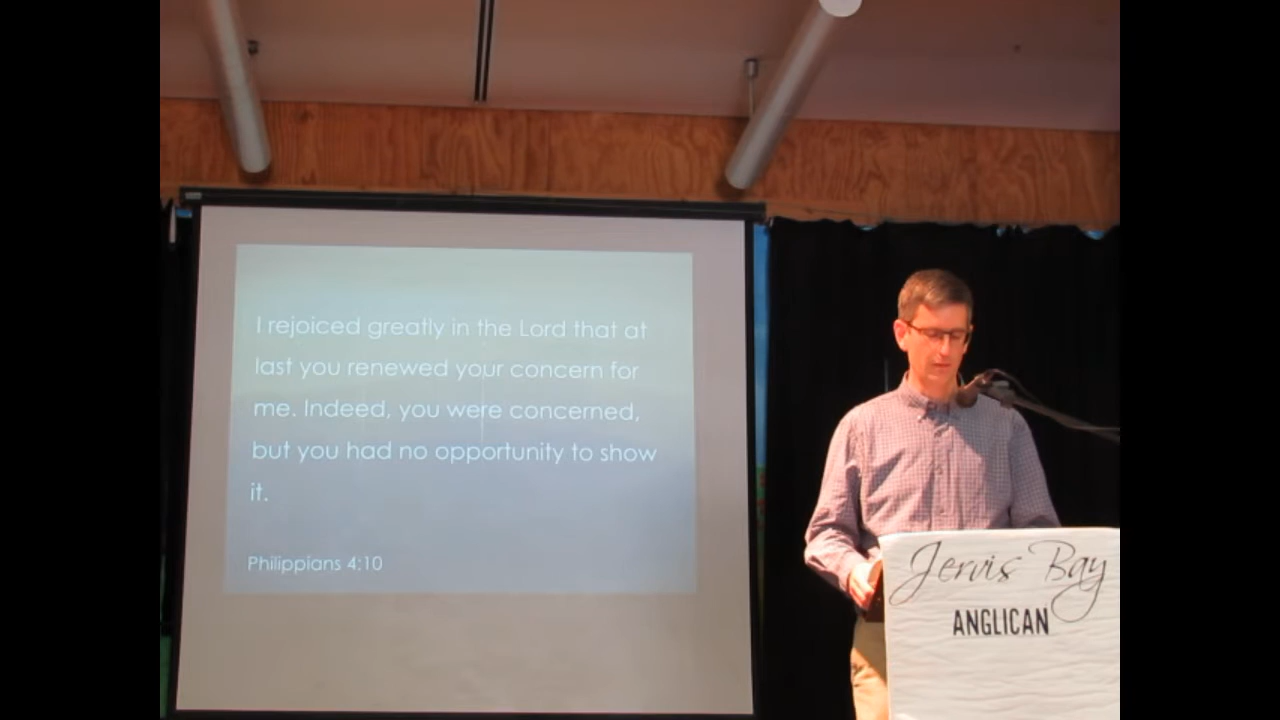 I rejoiced greatly in the Lord that at
last you renewed your concern for
me. Indeed, you were concerned,
but you had no opportunity to show
it.
Philippians 4:10
Jervis Bay
ANGLICAN